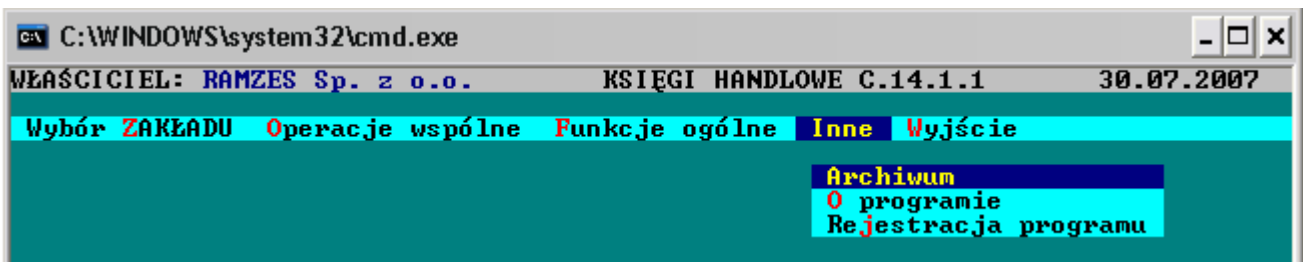 C:\WINDOWS\system32\cmd.exe
WŁAŚCICIEL: RAMZES Sp. z o.o. KSIĘGI HANDLOWE C.14.1.1 30.07.2007
Wybór ZAKŁADU Operacje wspólne Funkcje ogólne Inne Wyjście
Archiwum
O programie
Rejestracja programu